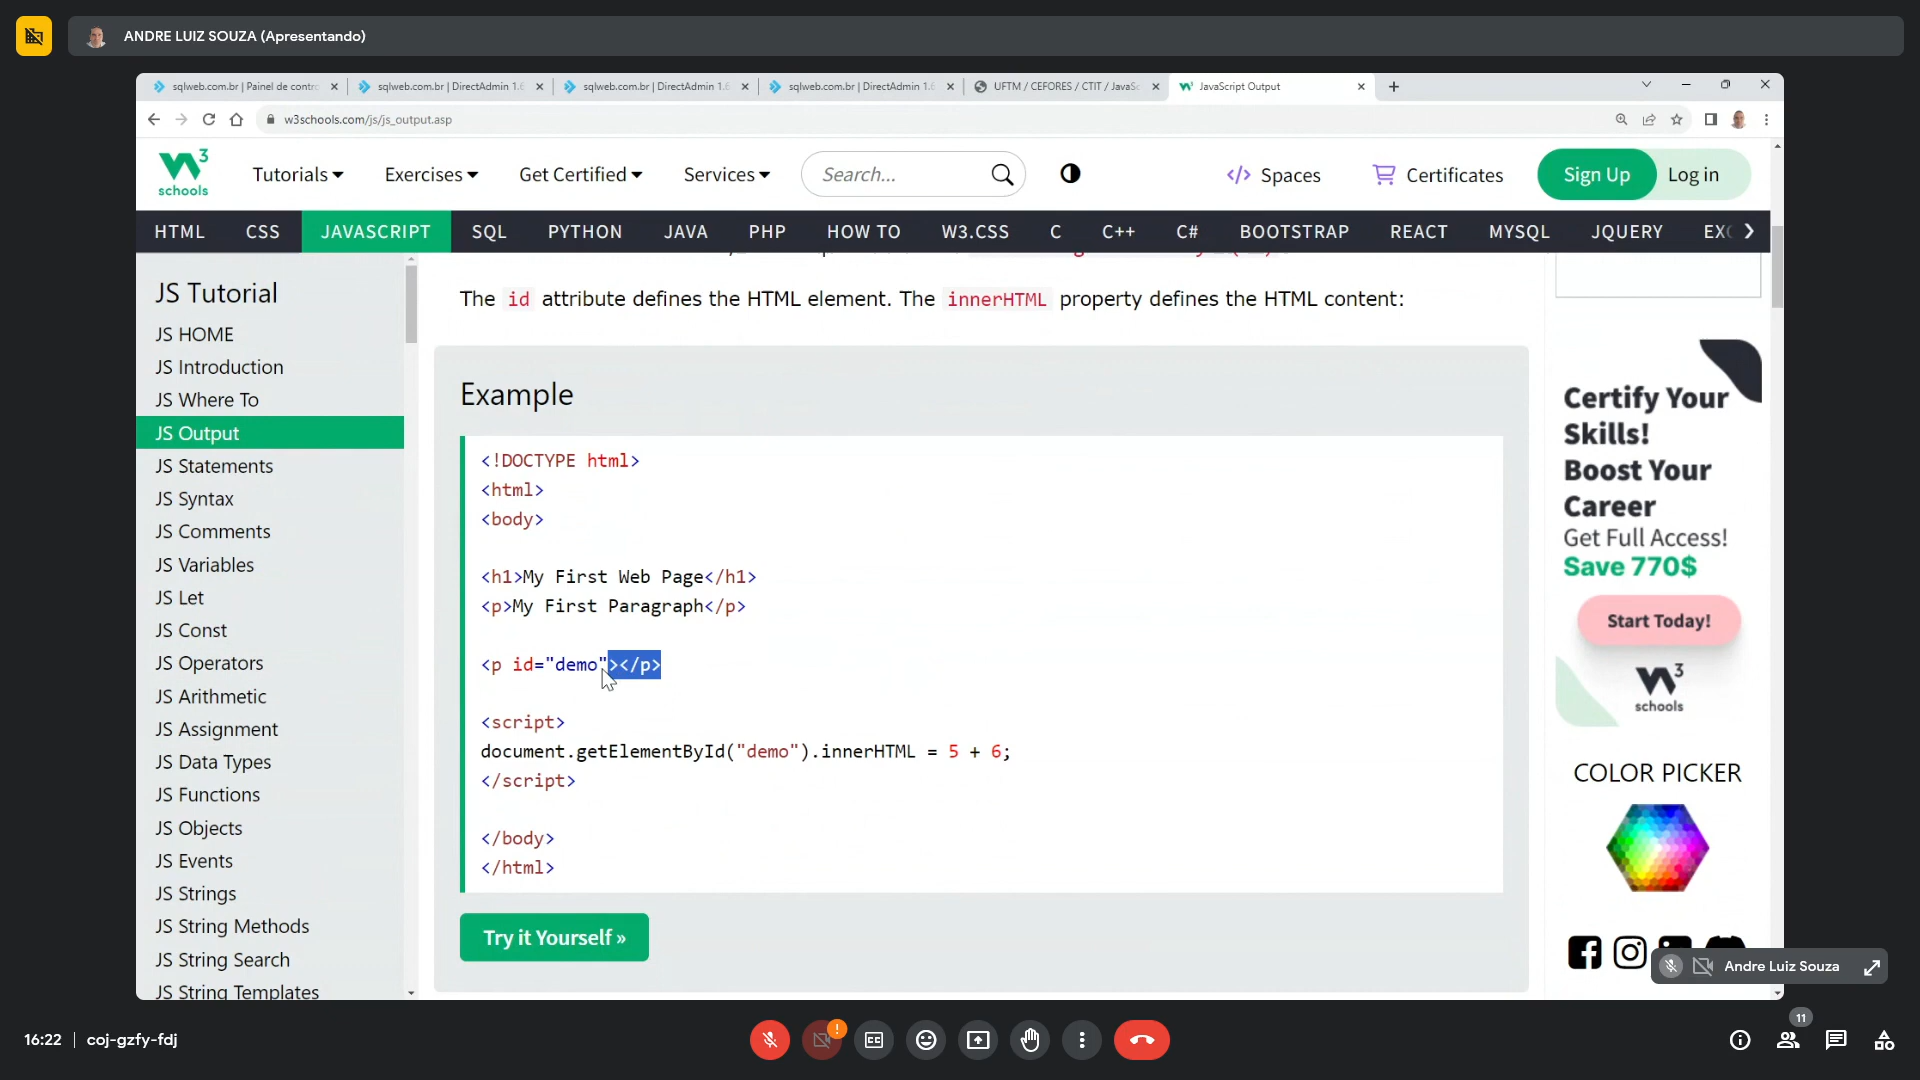 ANDRE LUIZ SOUZA (Apresentando)
sqlweb.com.br | Painel de contro
sqlweb.com.br | DirectAdmin 1.6
sqlweb.com.br | DirectAdmin 1.6
sqlweb.com.br | DirectAdmin 1.6
UFTM / CEFORES / CTIT / JavaSc
JavaScript Output
w3schools.com/js/js_output.asp
W3 schools
Tutorials
Exercises
Get Certified
Services
Search...
Spaces
Certificates
Sign Up
Log in
HTML CSS JAVASCRIPT SQL PYTHON JAVA PHP HOW TO W3.CSS C C++ C# BOOTSTRAP REACT MYSQL JQUERY EXC
JS Tutorial
JS HOME
JS Introduction
JS Where To
JS Output
JS Statements
JS Syntax
JS Comments
JS Variables
JS Let
JS Const
JS Operators
JS Arithmetic
JS Assignment
JS Data Types
JS Functions
JS Objects
JS Events
JS Strings
JS String Methods
JS String Search
JS String Templates
The id attribute defines the HTML element. The innerHTML property defines the HTML content:
Example
<!DOCTYPE html>
<html>
<body>
<h1>My First Web Page</h1>
<p>My First Paragraph</p>
<p id="demo"></p>
<script>
document.getElementById("demo").innerHTML = 5 + 6;
</script>
</body>
</html>
Try it Yourself »
Certify Your
Skills!
Boost Your
Career
Get Full Access!
Save 770$
Start Today!
W3 schools
COLOR PICKER
Andre Luiz Souza
16:22 | coj-gzfy-fdj
11